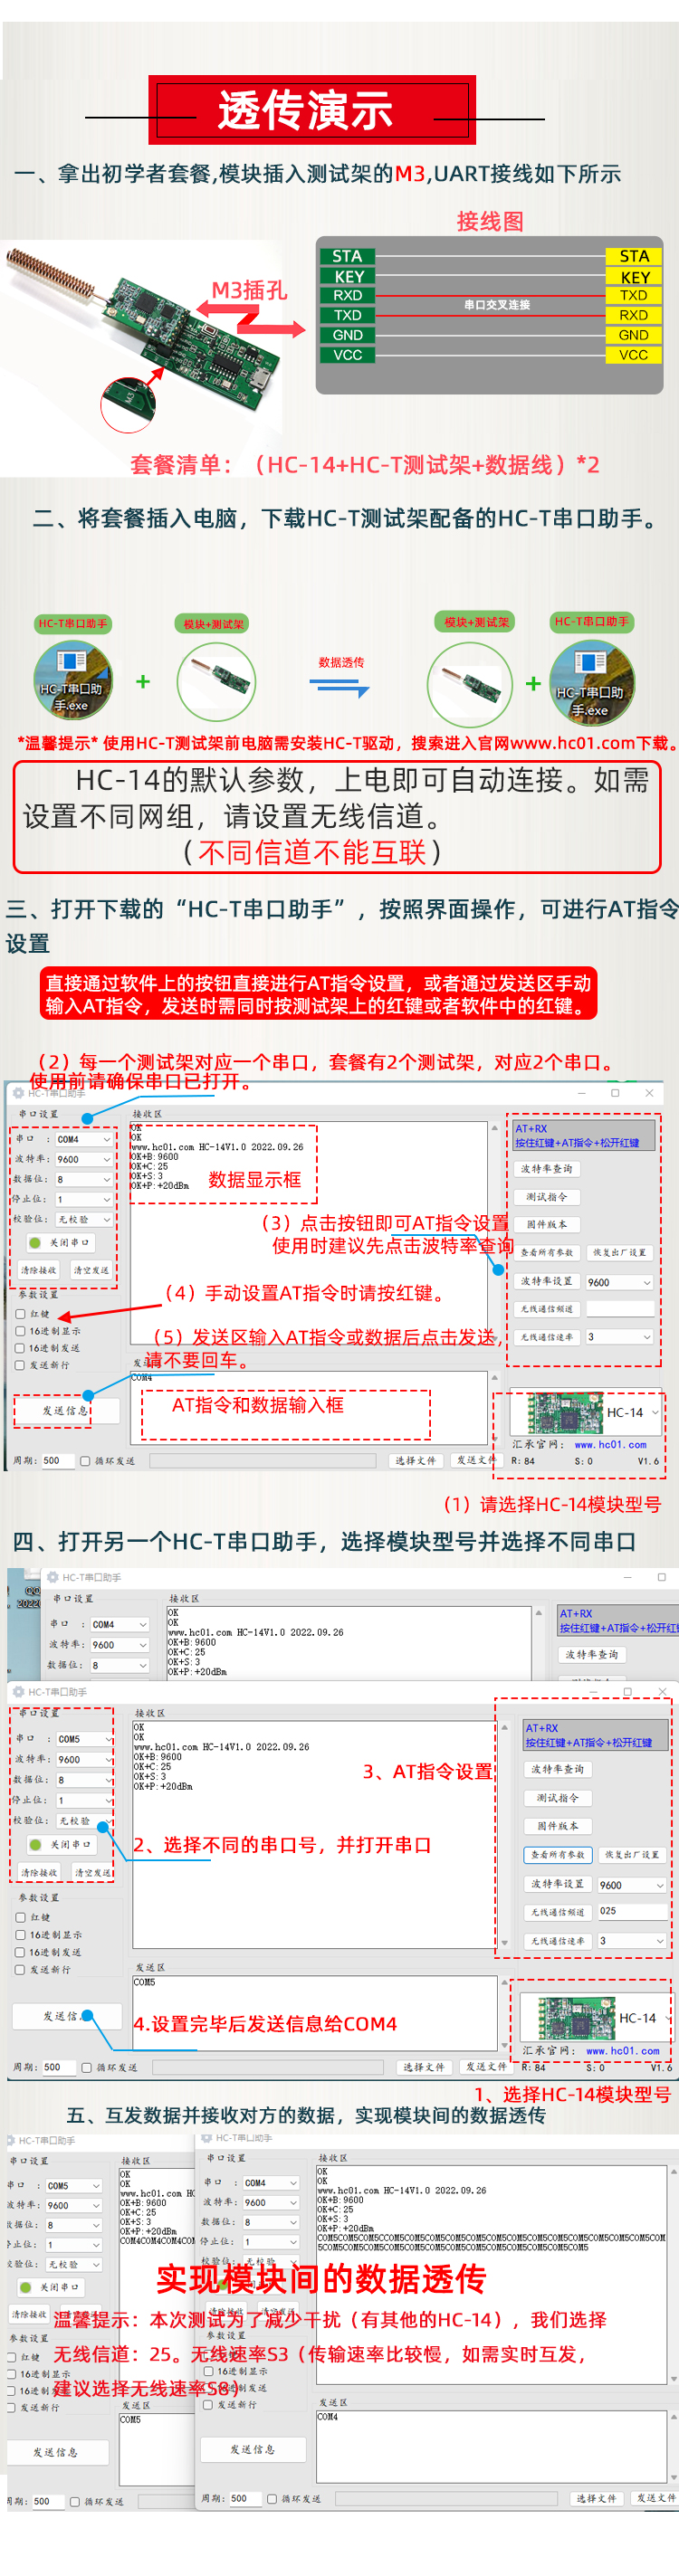 透传演示
一、拿出初学者套餐,模块插入测试架的M3,UART接线如下所示
接线图
M3插孔
M3
STA STA
KEY KEY
RXD TXD
串口交叉连接
TXD RXD
GND GND
VCC VCC
套餐清单：（HC-14+HC-T测试架+数据线）*2
二、将套餐插入电脑，下载HC-T测试架配备的HC-T串口助手。
HC-T串口助手
模块+测试架
模块+测试架
HC-T串口助手
数据透传
HC-T串口助
手.exe
+
+
HC-T串口助
手.exe
*温馨提示* 使用HC-T测试架前电脑需安装HC-T驱动，搜索进入官网www.hc01.com下载。
HC-14的默认参数，上电即可自动连接。如需
设置不同网组，请设置无线信道。
（不同信道不能互联）
三、打开下载的“HC-T串口助手”，按照界面操作，可进行AT指令
设置
直接通过软件上的按钮直接进行AT指令设置，或者通过发送区手动
输入AT指令，发送时需同时按测试架上的红键或者软件中的红键。
（2）每一个测试架对应一个串口，套餐有2个测试架，对应2个串口。
使用前请确保串口已打开。
HC-T串口助手
串口设置
串口 : COM4
波特率: 9600
数据位: 8
停止位: 1
校验位: 无校验
关闭串口
清除接收 清空发送
参数设置
红键
16进制显示
16进制发送
发送新行
发送信息
周期: 500 循环发送
接收区
OK
OK
www.hc01.com HC-14V1.0 2022.09.26
OK+B:9600
OK+C:25
OK+S:3
OK+P:+20dBm
数据显示框
（3）点击按钮即可AT指令设置
使用时建议先点击波特率查询
（4）手动设置AT指令时请按红键。
（5）发送区输入AT指令或数据后点击发送，
请不要回车。
COM4
AT指令和数据输入框
选择文件 发送文件
AT+RX
按住红键+AT指令+松开红键
波特率查询
测试指令
固件版本
查看所有参数 恢复出厂设置
波特率设置 9600
无线通信频道
无线通信速率 3
HC-14
汇承官网: www.hc01.com
R:84 S:0 V1.6
（1）请选择HC-14模块型号
四、打开另一个HC-T串口助手，选择模块型号并选择不同串口
HC-T串口助手
串口设置
串口 : COM4
波特率: 9600
数据位: 8
接收区
OK
OK
www.hc01.com HC-14V1.0 2022.09.26
OK+B:9600
OK+C:25
OK+S:3
OK+P:+20dBm
AT+RX
按住红键+AT指令+松开红
波特率查询
HC-T串口助手
串口设置
串口 : COM5
波特率: 9600
数据位: 8
停止位: 1
校验位: 无校验
关闭串口
清除接收 清空发送
参数设置
红键
16进制显示
16进制发送
发送新行
周期: 500 循环发送
接收区
OK
OK
www.hc01.com HC-14V1.0 2022.09.26
OK+B:9600
OK+C:25
OK+S:3
OK+P:+20dBm
3、AT指令设置
2、选择不同的串口号，并打开串口
发送区
COM5
4.设置完毕后发送信息给COM4
选择文件 发送文件
AT+RX
按住红键+AT指令+松开红键
波特率查询
测试指令
固件版本
查看所有参数 恢复出厂设置
波特率设置 9600
无线通信频道 025
无线通信速率 3
HC-14
汇承官网: www.hc01.com
R:84 S:0 V1.6
1、选择HC-14模块型号
五、互发数据并接收对方的数据，实现模块间的数据透传
HC-T串口助手
串口设置
串口 : COM5
波特率: 9600
数据位: 8
停止位: 1
校验位: 无校验
关闭串口
清除接收
参数设置
红键
16进制显示
16进制发送
发送新行
发送信息
周期: 500 循环发送
接收区
OK
OK
www.hc01.com HC
OK+B:9600
OK+C:25
OK+S:3
OK+P:+20dBm
COM4COM4COM4COM
发送区
COM5
HC-T串口助手
串口设置
串口 : COM4
波特率: 9600
数据位: 8
停止位: 1
接收区
OK
OK
www.hc01.com HC-14V1.0 2022.09.26
OK+B:9600
OK+C:25
OK+S:3
OK+P:+20dBm
实现模块间的数据透传
温馨提示：本次测试为了减少干扰（有其他的HC-14），我们选择
无线信道：25。无线速率S3（传输速率比较慢，如需实时互发，
建议选择无线速率S8）
参数设置
16进制显示
发送新行
发送信息
周期: 500 循环发送
发送区
COM4
选择文件 发送文件